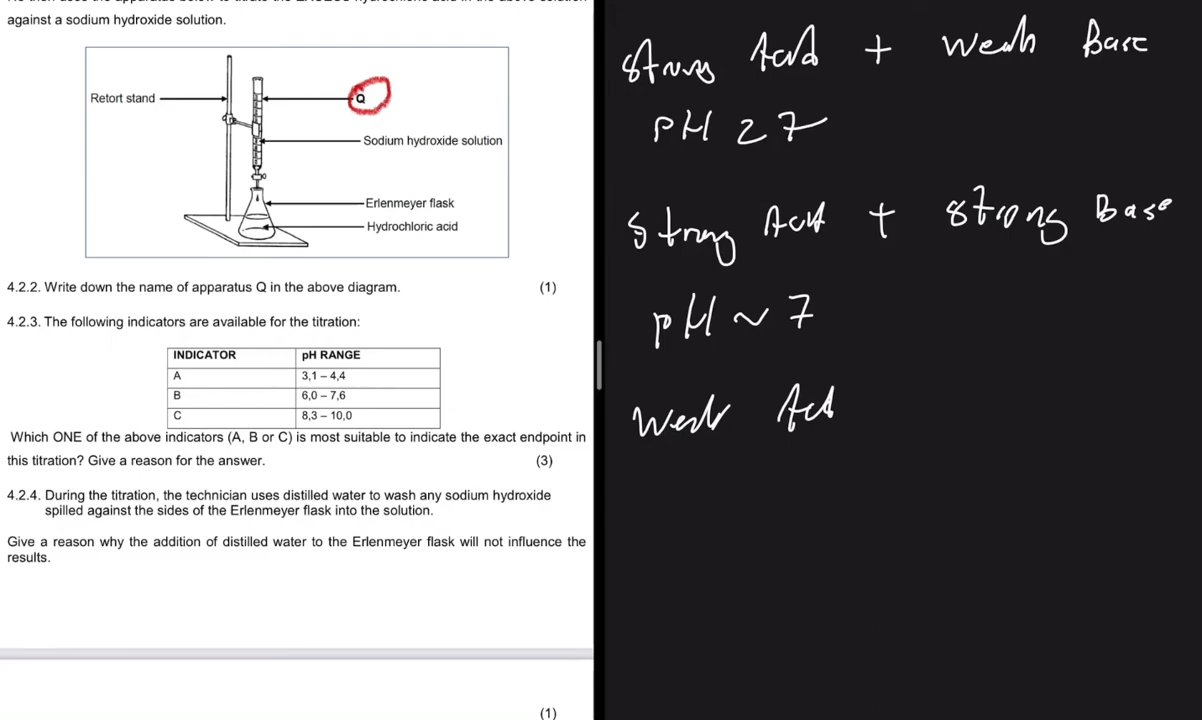 against a sodium hydroxide solution.
Retort stand
Q
Sodium hydroxide solution
Erlenmeyer flask
Hydrochloric acid
4.2.2. Write down the name of apparatus Q in the above diagram. (1)
4.2.3. The following indicators are available for the titration:
INDICATOR pH RANGE
A 3,1 – 4,4
B 6,0 – 7,6
C 8,3 – 10,0
Which ONE of the above indicators (A, B or C) is most suitable to indicate the exact endpoint in
this titration? Give a reason for the answer. (3)
4.2.4. During the titration, the technician uses distilled water to wash any sodium hydroxide
spilled against the sides of the Erlenmeyer flask into the solution.
Give a reason why the addition of distilled water to the Erlenmeyer flask will not influence the
results.
(1)
Strong Acid + Weak Base
pH < 7
Strong Acid + Strong Base
pH ~ 7
Weak Acd